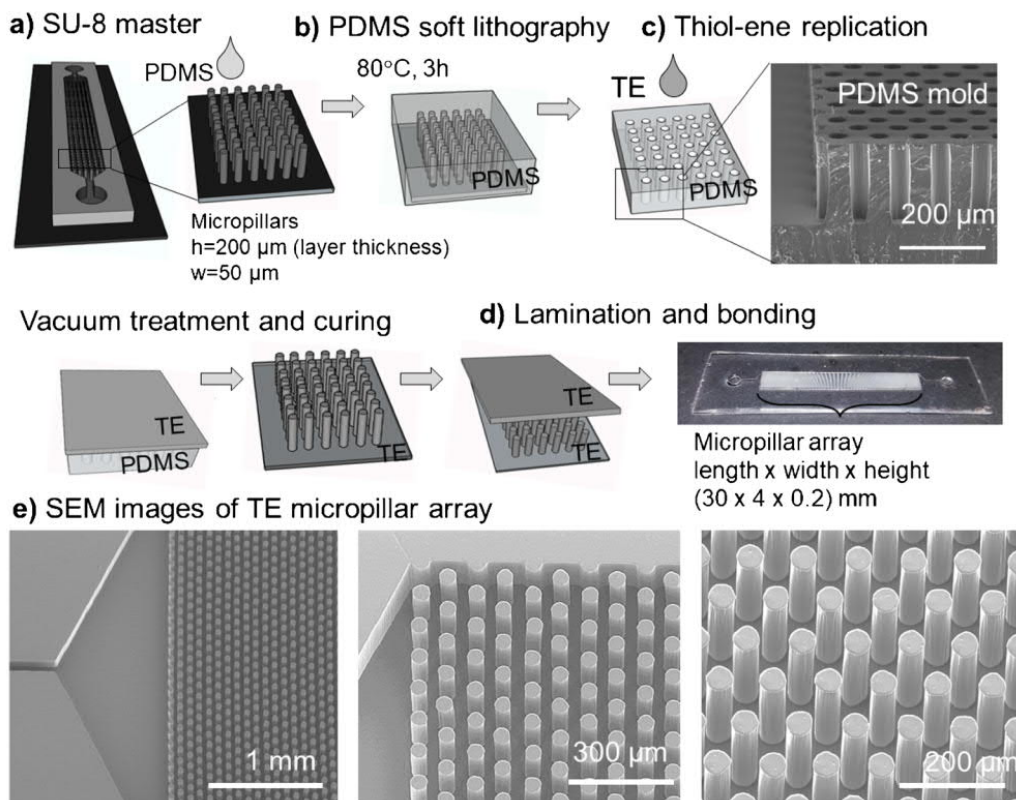 a) SU-8 master
b) PDMS soft lithography
c) Thiol-ene replication
PDMS
80°C, 3h
TE
PDMS mold
PDMS
PDMS
200 µm
Micropillars
h=200 µm (layer thickness)
w=50 µm
Vacuum treatment and curing
d) Lamination and bonding
TE
PDMS
TE
TE
TE
Micropillar array
length x width x height
(30 x 4 x 0.2) mm
e) SEM images of TE micropillar array
1 mm
300 µm
200 µm